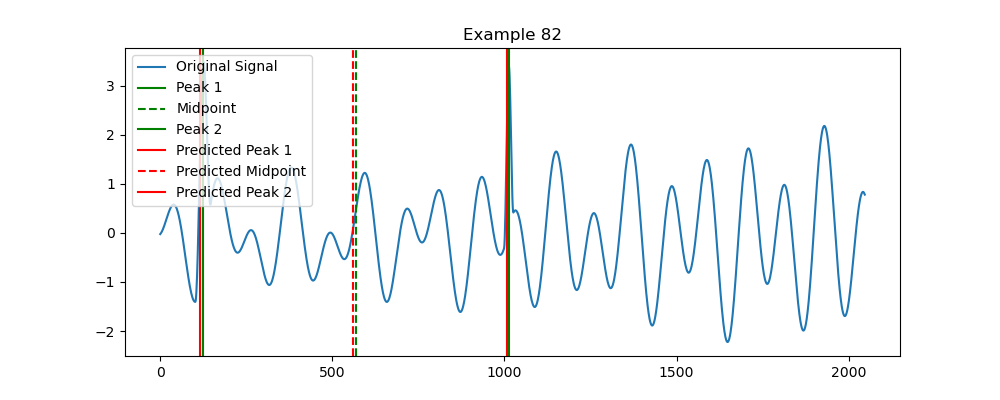 Example 82
Original Signal
Peak 1
Midpoint
Peak 2
Predicted Peak 1
Predicted Midpoint
Predicted Peak 2
3
2
1
0
−1
−2
0 500 1000 1500 2000